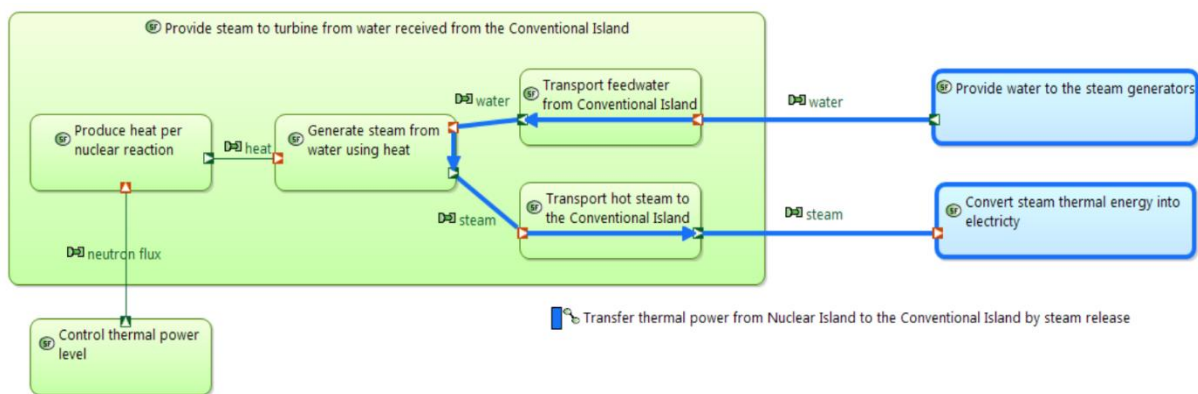 Provide steam to turbine from water received from the Conventional Island
Transport feedwater
from Conventional Island
water
water
Provide water to the steam generators
Produce heat per
nuclear reaction
heat
Generate steam from
water using heat
Transport hot steam to
the Conventional Island
steam
steam
Convert steam thermal energy into
electricty
neutron flux
Control thermal power
level
Transfer thermal power from Nuclear Island to the Conventional Island by steam release